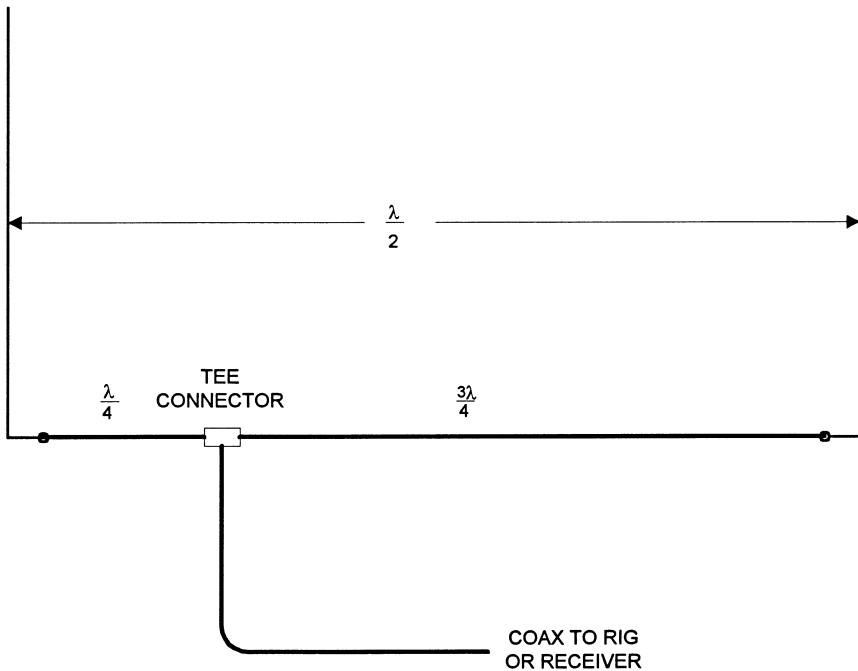 λ
2
TEE
CONNECTOR
λ
4
3λ
4
COAX TO RIG
OR RECEIVER